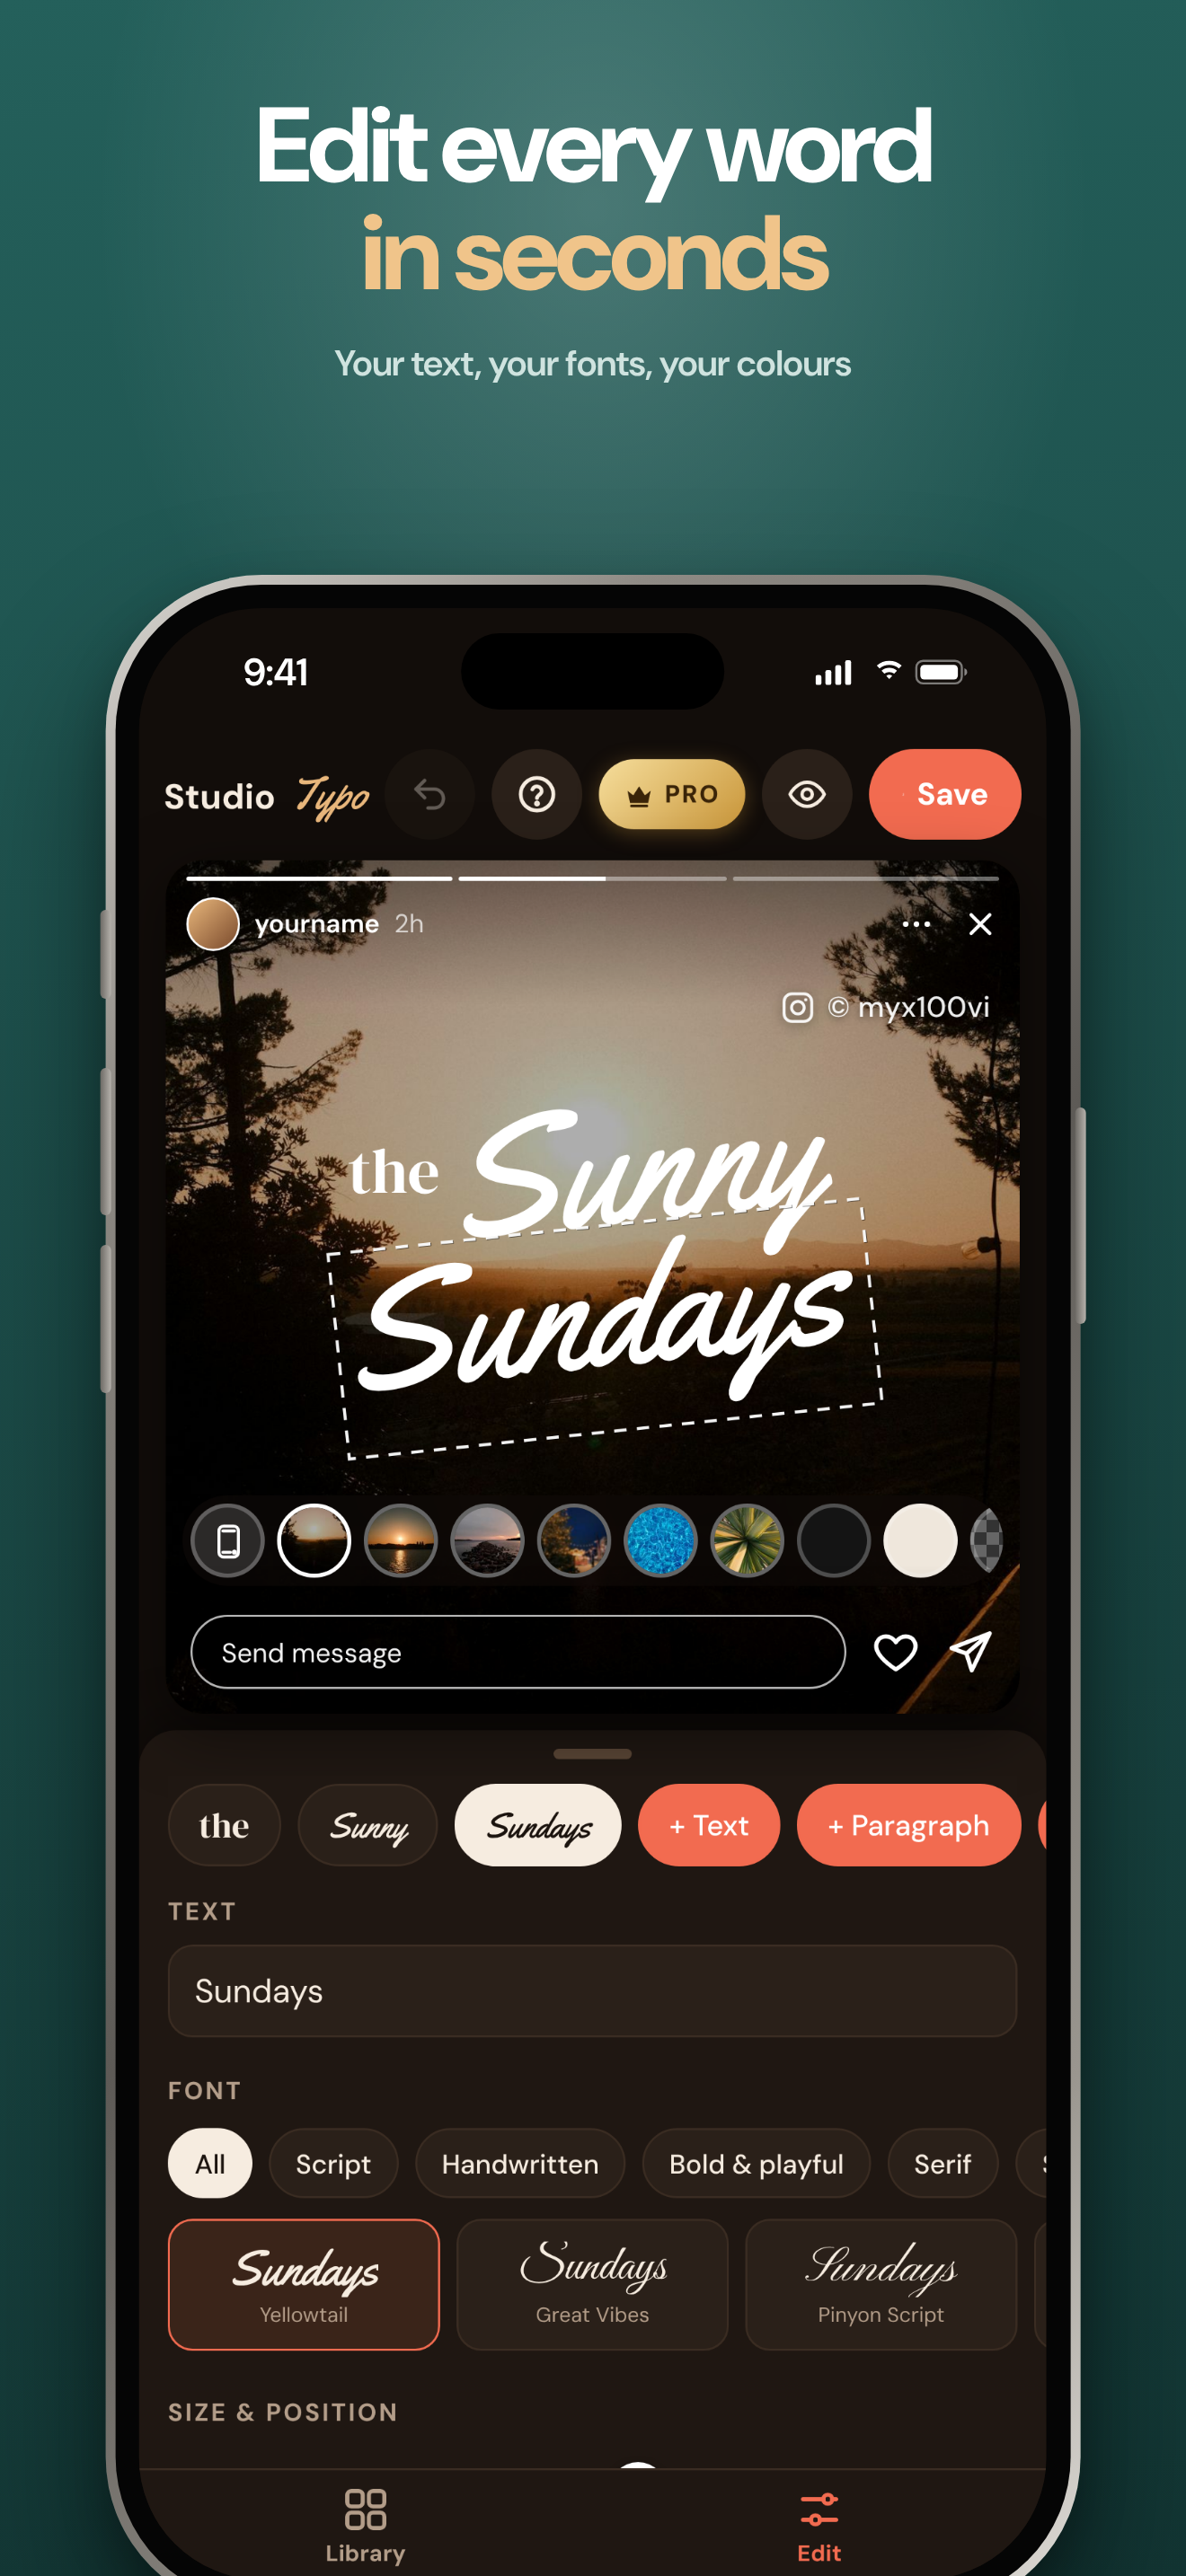 Edit every word
in seconds
Your text, your fonts, your colours
9:41
Studio Typo PRO Save
yourname 2h
© myx100vi
the Sunny
Sundays
Send message
the Sunny Sundays + Text + Paragraph
TEXT
Sundays
FONT
All Script Handwritten Bold & playful Serif
Sundays Sundays Sundays
Yellowtail Great Vibes Pinyon Script
SIZE & POSITION
Library Edit